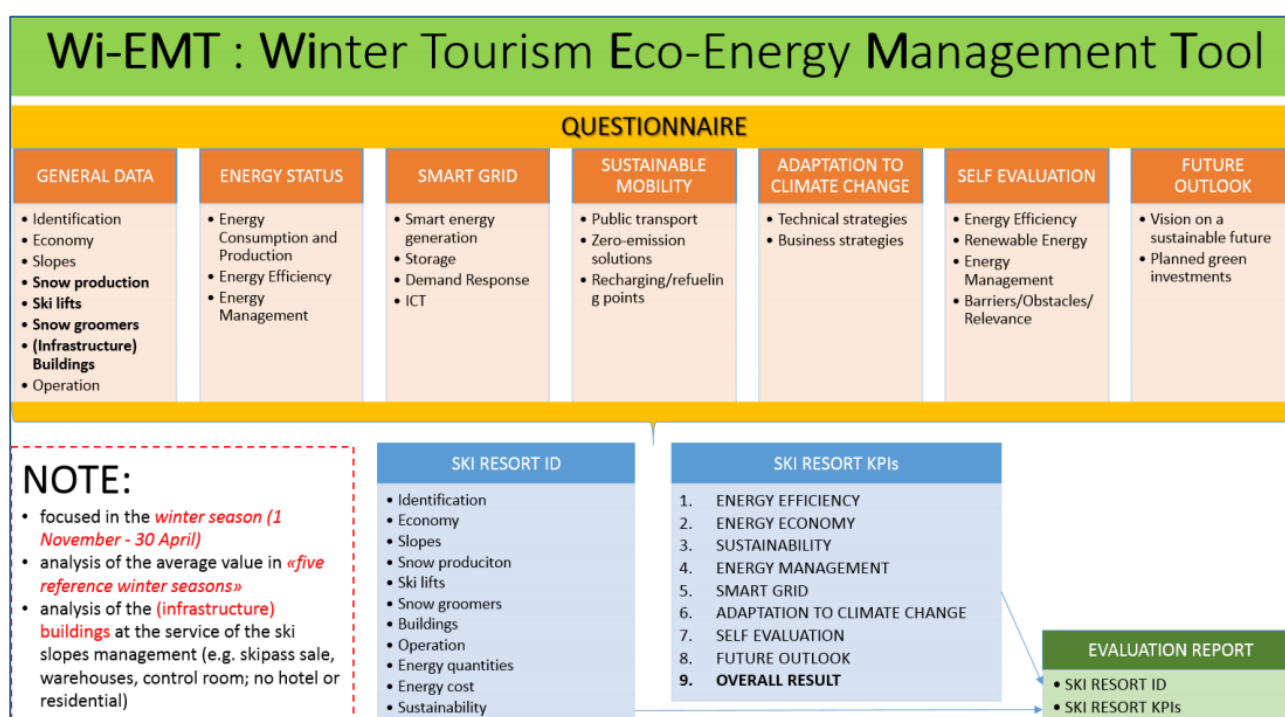 Wi-EMT : Winter Tourism Eco-Energy Management Tool
QUESTIONNAIRE
GENERAL DATA
• Identification
• Economy
• Slopes
• Snow production
• Ski lifts
• Snow groomers
• (Infrastructure)
Buildings
• Operation
ENERGY STATUS
• Energy
Consumption and
Production
• Energy Efficiency
• Energy
Management
SMART GRID
• Smart energy
generation
• Storage
• Demand Response
• ICT
SUSTAINABLE
MOBILITY
• Public transport
• Zero-emission
solutions
• Recharging/refuelin
g points
ADAPTATION TO
CLIMATE CHANGE
• Technical strategies
• Business strategies
SELF EVALUATION
• Energy Efficiency
• Renewable Energy
• Energy
Management
• Barriers/Obstacles/
Relevance
FUTURE
OUTLOOK
• Vision on a
sustainable future
• Planned green
investments
NOTE:
• focused in the winter season (1
November - 30 April)
• analysis of the average value in «five
reference winter seasons»
• analysis of the (infrastructure)
buildings at the service of the ski
slopes management (e.g. skipass sale,
warehouses, control room; no hotel or
residential)
SKI RESORT ID
• Identification
• Economy
• Slopes
• Snow produciton
• Ski lifts
• Snow groomers
• Buildings
• Operation
• Energy quantities
• Energy cost
• Sustainability
SKI RESORT KPIs
1. ENERGY EFFICIENCY
2. ENERGY ECONOMY
3. SUSTAINABILITY
4. ENERGY MANAGEMENT
5. SMART GRID
6. ADAPTATION TO CLIMATE CHANGE
7. SELF EVALUATION
8. FUTURE OUTLOOK
9. OVERALL RESULT
EVALUATION REPORT
• SKI RESORT ID
• SKI RESORT KPIs